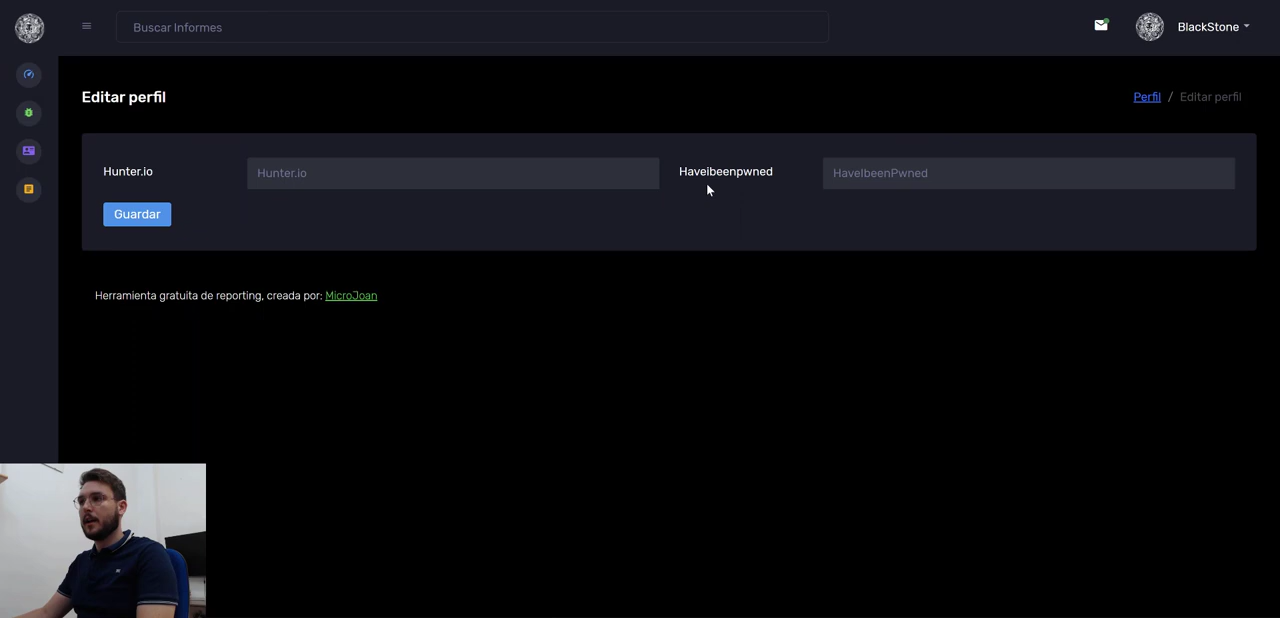 Buscar Informes
BlackStone
Editar perfil
Perfil / Editar perfil
Hunter.io
Hunter.io
Haveibeenpwned
HaveIbeenPwned
Guardar
Herramienta gratuita de reporting, creada por: MicroJoan